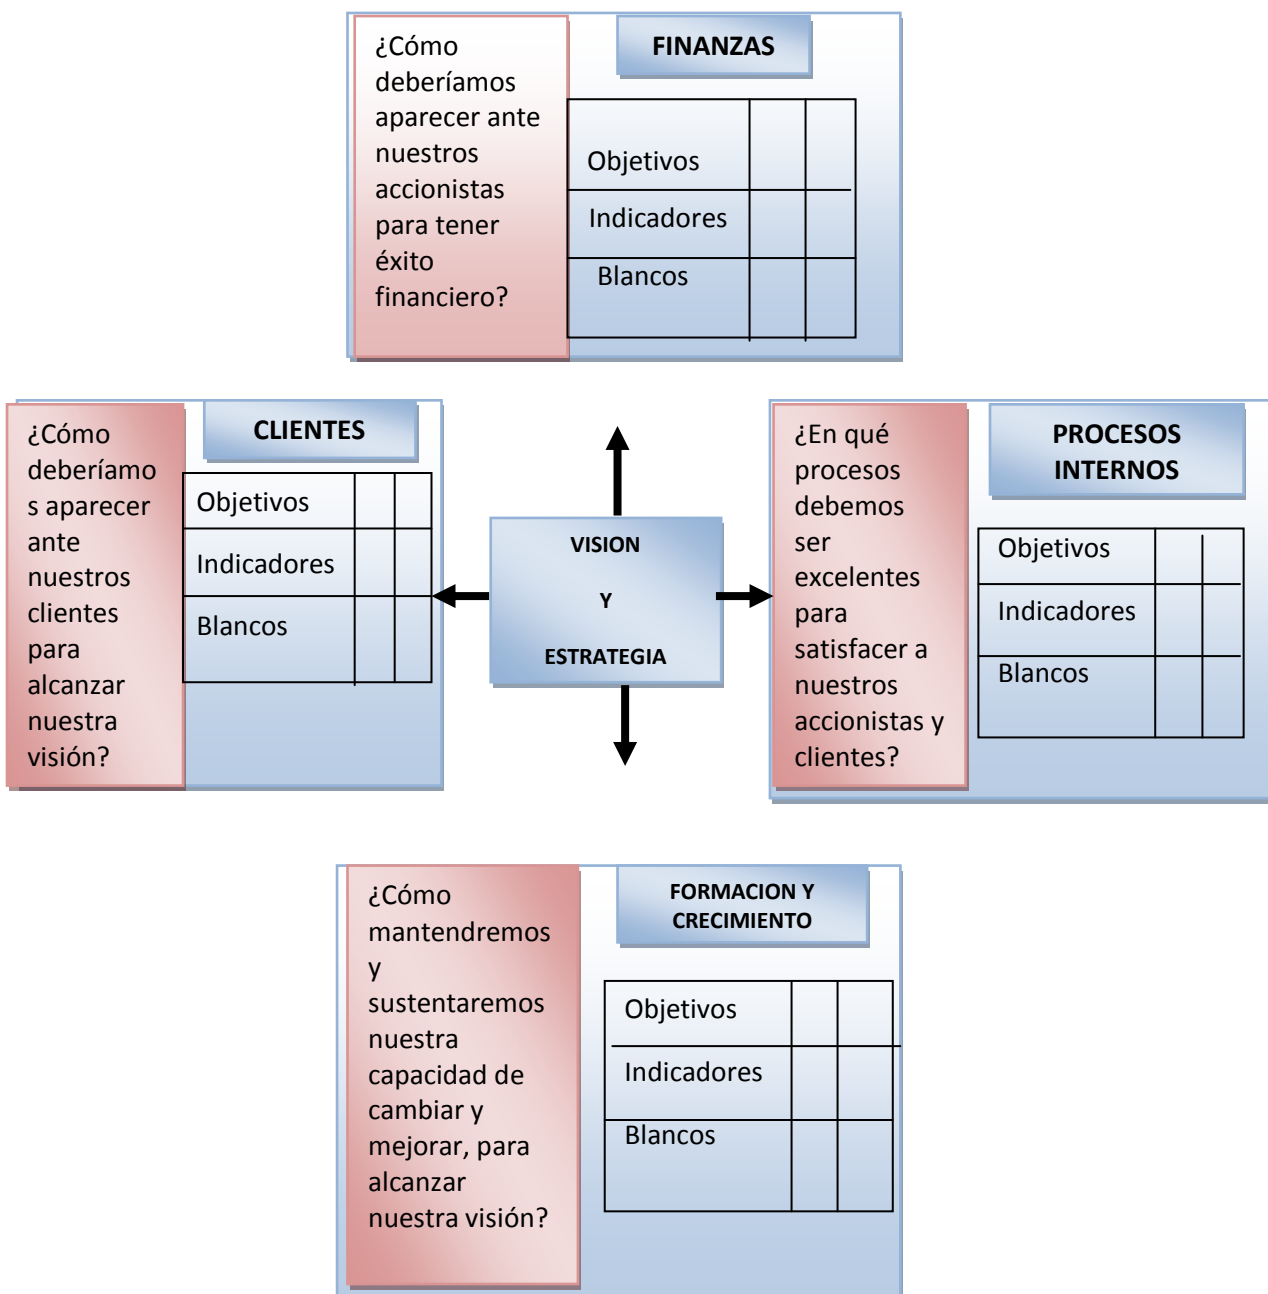 ¿Cómo
deberíamos
aparecer ante
nuestros
accionistas
para tener
éxito
financiero?
FINANZAS
Objetivos
Indicadores
Blancos
¿Cómo
deberíamo
s aparecer
ante
nuestros
clientes
para
alcanzar
nuestra
visión?
CLIENTES
Objetivos
Indicadores
Blancos
VISION
Y
ESTRATEGIA
¿En qué
procesos
debemos
ser
excelentes
para
satisfacer a
nuestros
accionistas y
clientes?
PROCESOS
INTERNOS
Objetivos
Indicadores
Blancos
¿Cómo
mantendremos
y
sustentaremos
nuestra
capacidad de
cambiar y
mejorar, para
alcanzar
nuestra visión?
FORMACION Y
CRECIMIENTO
Objetivos
Indicadores
Blancos